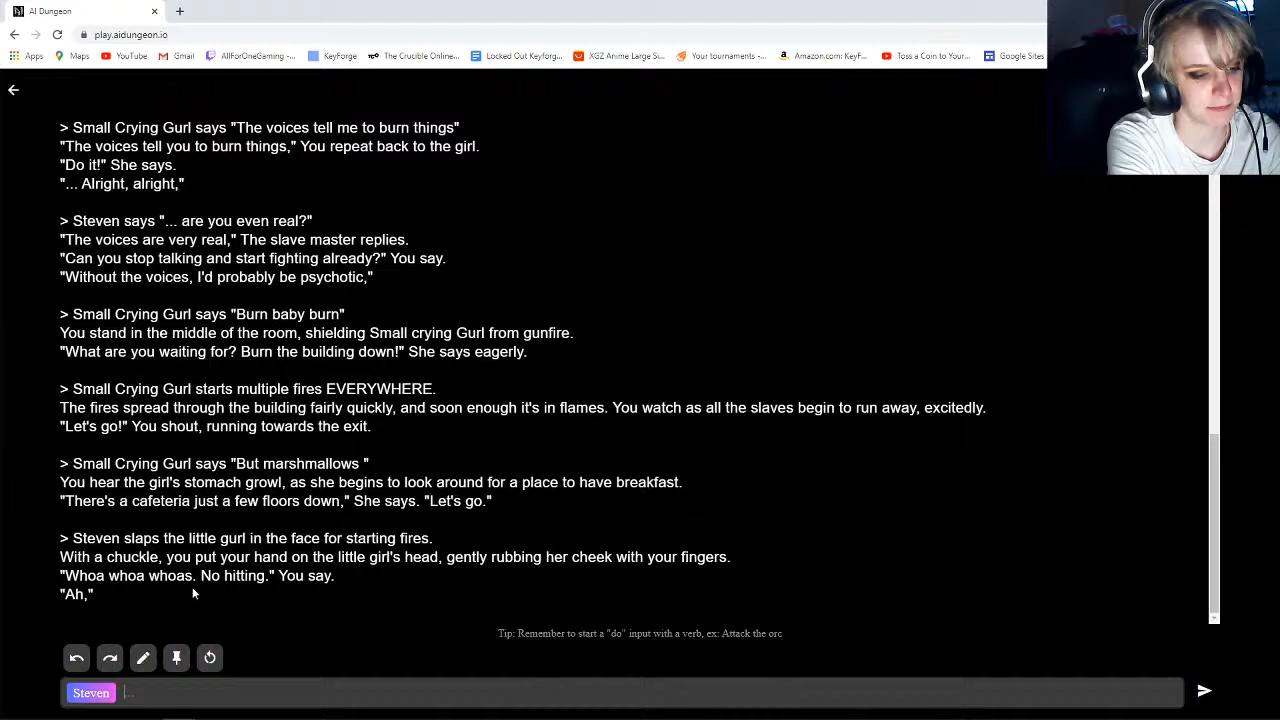 AI Dungeon
play.aidungeon.io
Apps Maps YouTube Gmail AllForOneGaming -... KeyForge The Crucible Online... Locked Out Keyforg... XGZ Anime Large Si... Your tournaments -... Amazon.com: KeyF... Toss a Coin to Your... Google Sites
> Small Crying Gurl says "The voices tell me to burn things"
"The voices tell you to burn things," You repeat back to the girl.
"Do it!" She says.
"... Alright, alright,"
> Steven says "... are you even real?"
"The voices are very real," The slave master replies.
"Can you stop talking and start fighting already?" You say.
"Without the voices, I'd probably be psychotic,"
> Small Crying Gurl says "Burn baby burn"
You stand in the middle of the room, shielding Small crying Gurl from gunfire.
"What are you waiting for? Burn the building down!" She says eagerly.
> Small Crying Gurl starts multiple fires EVERYWHERE.
The fires spread through the building fairly quickly, and soon enough it's in flames. You watch as all the slaves begin to run away, excitedly.
"Let's go!" You shout, running towards the exit.
> Small Crying Gurl says "But marshmallows "
You hear the girl's stomach growl, as she begins to look around for a place to have breakfast.
"There's a cafeteria just a few floors down," She says. "Let's go."
> Steven slaps the little gurl in the face for starting fires.
With a chuckle, you put your hand on the little girl's head, gently rubbing her cheek with your fingers.
"Whoa whoa whoas. No hitting." You say.
"Ah,"
Tip: Remember to start a "do" input with a verb, ex: Attack the orc
Steven ...